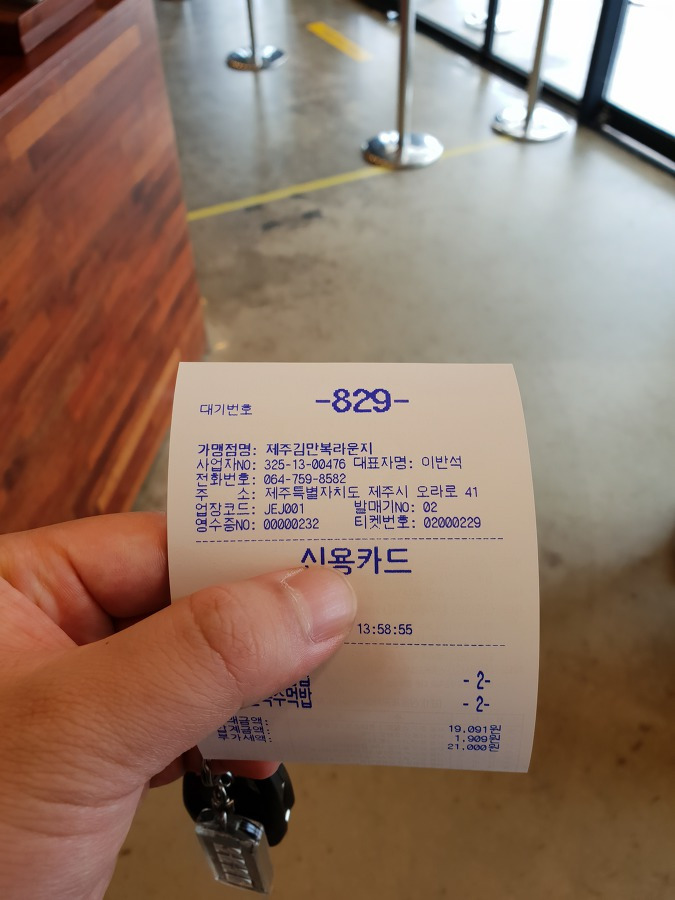 대기번호 -829-
가맹점명: 제주김만복라운지
사업자NO: 325-13-00476 대표자명: 이반석
전화번호: 064-759-8582
주 소: 제주특별자치도 제주시 오라로 41
업장코드: JEJ001 발매기NO: 02
영수증NO: 00000232 티켓번호: 02000229
신용카드
13:58:55
-2-
-2-
19,091원
부가세액: 1,909원
21,000원